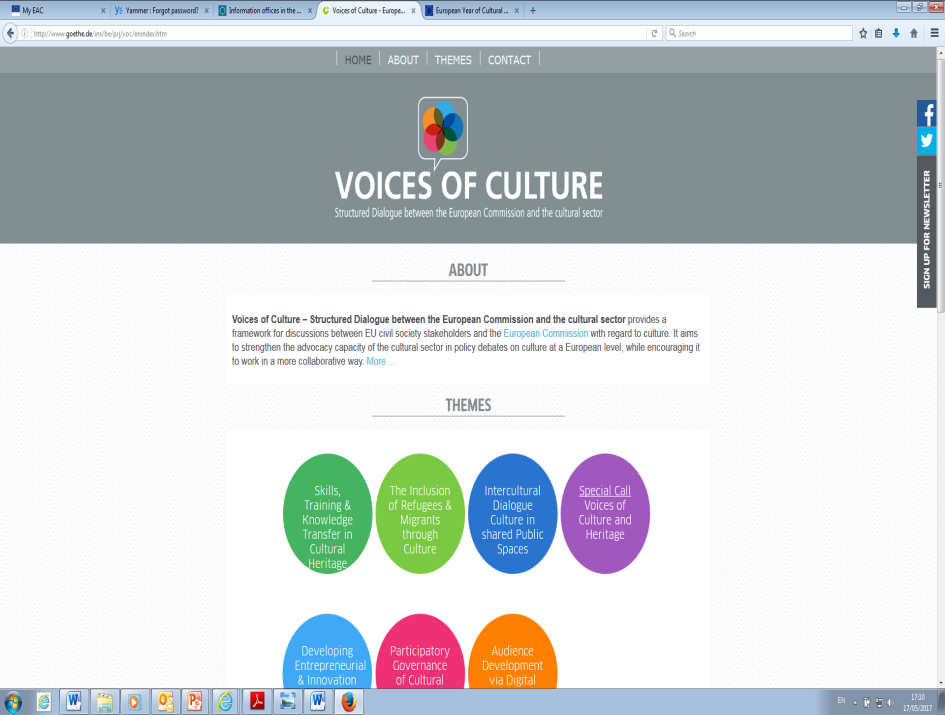 My EAC x Yammer : Forgot password? x Information offices in the ... x Voices of Culture - Europe... x European Year of Cultural ... x +
http://www.goethe.de/ins/be/prj/voc/enindex.htm Search
HOME ABOUT THEMES CONTACT
VOICES OF CULTURE
Structured Dialogue between the European Commission and the cultural sector
SIGN UP FOR NEWSLETTER
ABOUT
Voices of Culture – Structured Dialogue between the European Commission and the cultural sector provides a
framework for discussions between EU civil society stakeholders and the European Commission with regard to culture. It aims
to strengthen the advocacy capacity of the cultural sector in policy debates on culture at a European level, while encouraging it
to work in a more collaborative way. More ...
THEMES
Skills,
Training &
Knowledge
Transfer in
Cultural
Heritage
The Inclusion
of Refugees &
Migrants
through
Culture
Intercultural
Dialogue
Culture in
shared Public
Spaces
Special Call
Voices of
Culture and
Heritage
Developing
Entrepreneurial
& Innovation
Participatory
Governance
of Cultural
Audience
Development
via Digital
EN
17:10
17/05/2017